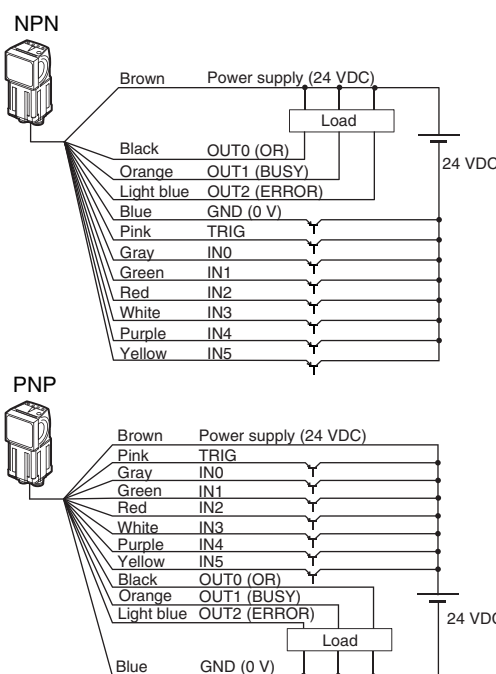 NPN
Brown Power supply (24 VDC)
Load
Black OUT0 (OR)
Orange OUT1 (BUSY)
24 VDC
Light blue OUT2 (ERROR)
Blue GND (0 V)
Pink TRIG
Gray IN0
Green IN1
Red IN2
White IN3
Purple IN4
Yellow IN5
PNP
Brown Power supply (24 VDC)
Pink TRIG
Gray IN0
Green IN1
Red IN2
White IN3
Purple IN4
Yellow IN5
Black OUT0 (OR)
Orange OUT1 (BUSY)
Light blue OUT2 (ERROR)
24 VDC
Load
Blue GND (0 V)